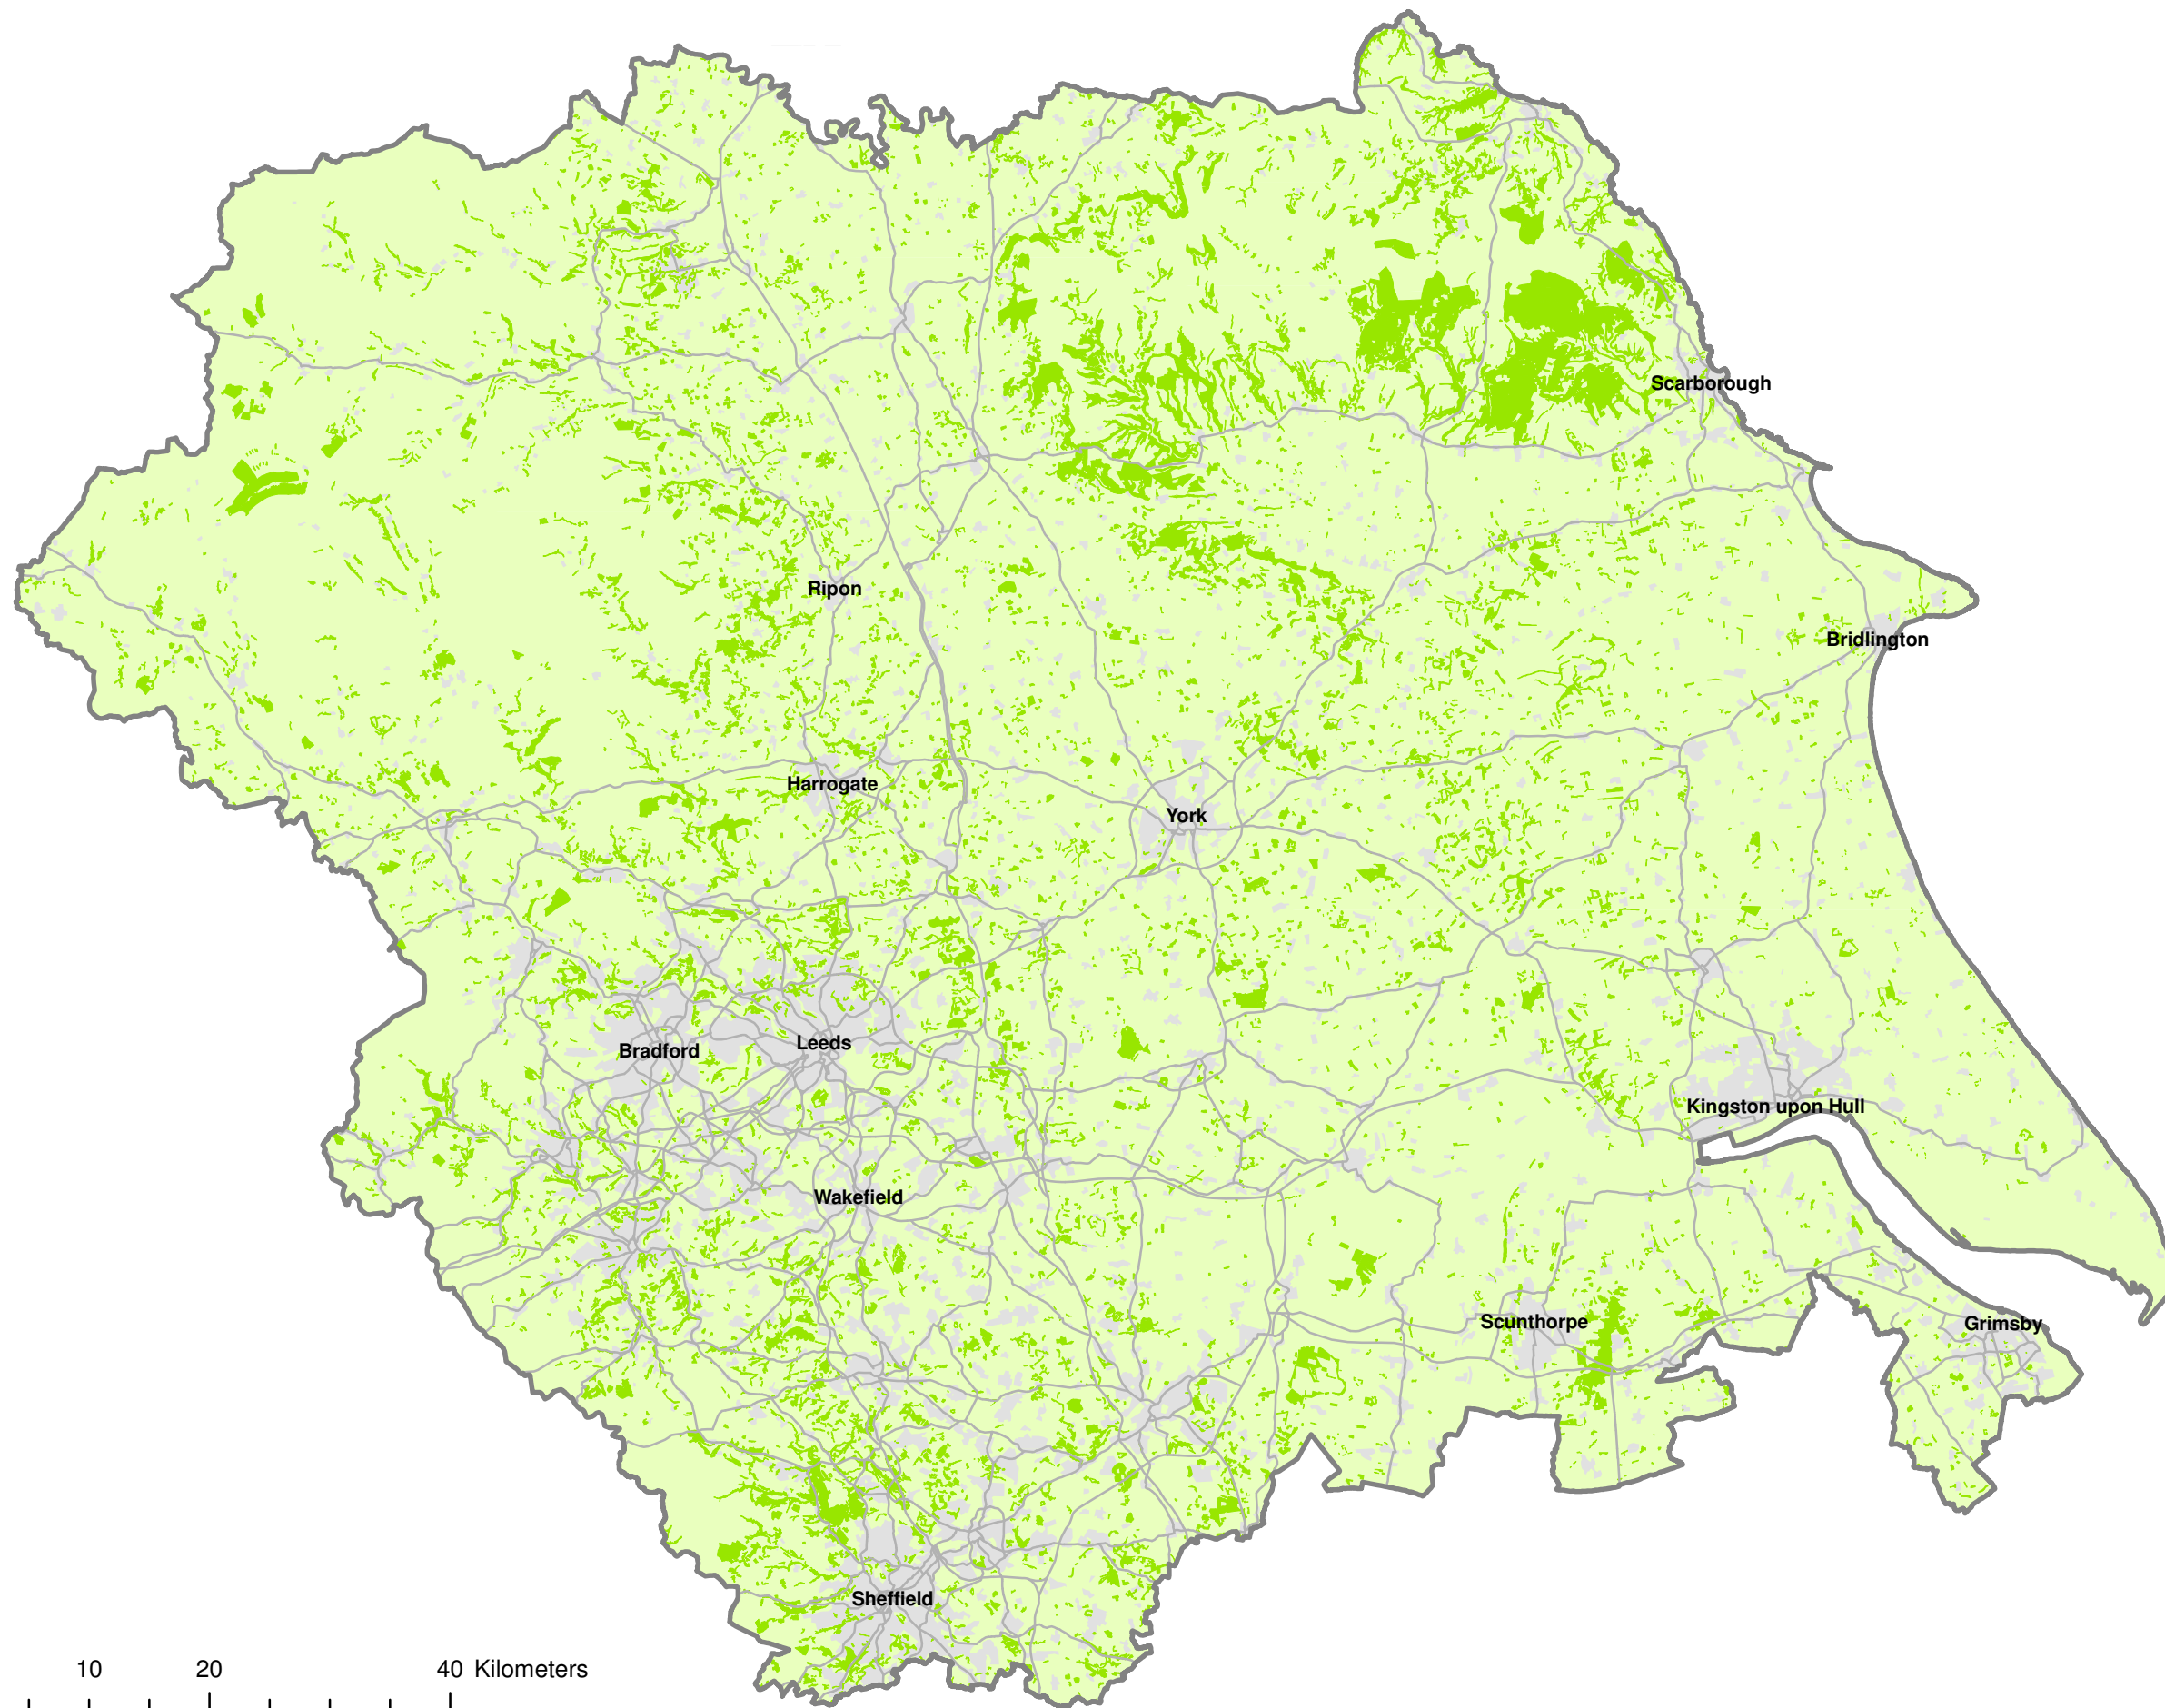 Scarborough
Ripon
Bridlington
Harrogate
York
Leeds
Bradford
Kingston upon Hull
Wakefield
Scunthorpe
Grimsby
Sheffield
10 20 40 Kilometers